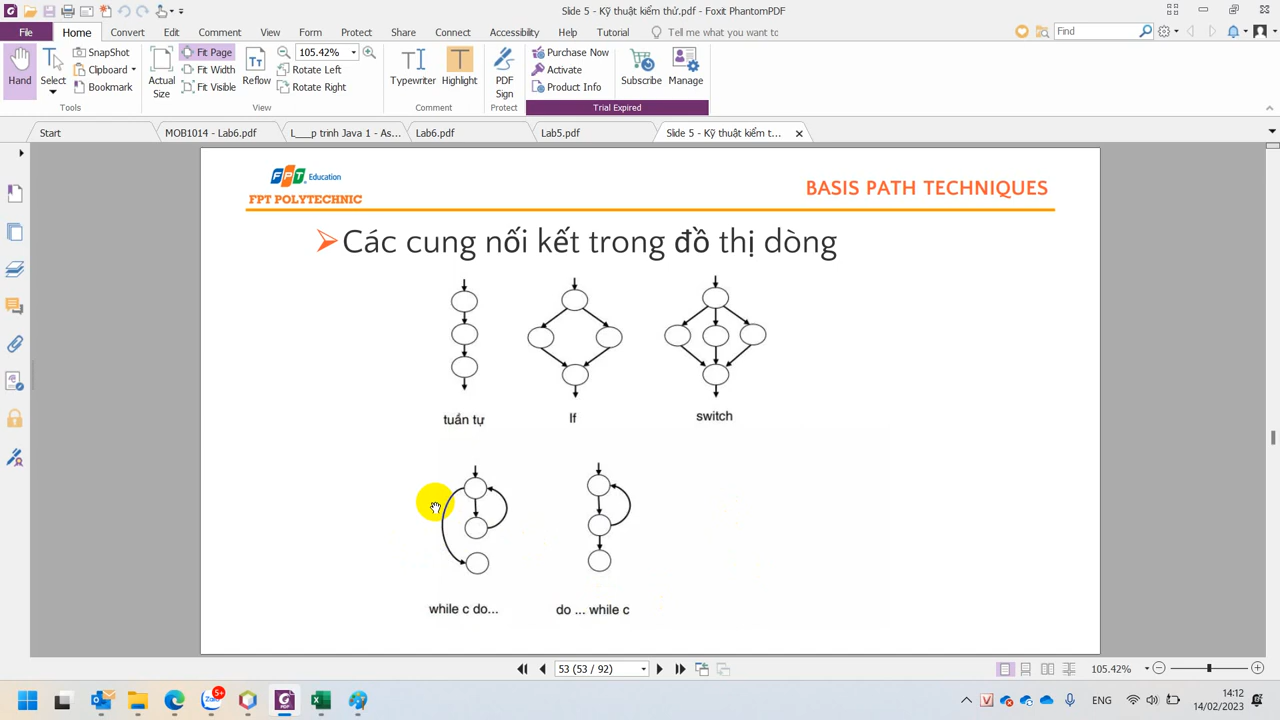 Slide 5 - Kỹ thuật kiểm thử.pdf - Foxit PhantomPDF
File Home Convert Edit Comment View Form Protect Share Connect Accessibility Help Tutorial Tell me what you want to Find
Hand
Select
SnapShot
Clipboard
Bookmark
Tools
Actual Size
Fit Page
Fit Width
Fit Visible
Reflow
105.42%
Rotate Left
Rotate Right
View
Typewriter
Highlight
Comment
PDF Sign
Protect
Purchase Now
Activate
Product Info
Subscribe
Manage
Trial Expired
Start MOB1014 - Lab6.pdf L___p trinh Java 1 - As... Lab6.pdf Lab5.pdf Slide 5 - Kỹ thuật kiểm t...
FPT Education
FPT POLYTECHNIC
BASIS PATH TECHNIQUES
Các cung nối kết trong đồ thị dòng
tuần tự If switch
while c do... do ... while c
53 (53 / 92) 105.42%
Zalo 5+
PDF
ENG
14:12
14/02/2023